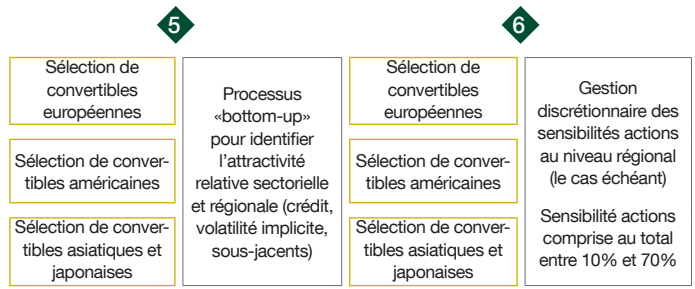 5
Sélection de
convertibles
européennes
Sélection de conver-
tibles américaines
Sélection de conver-
tibles asiatiques et
japonaises
Processus
«bottom-up»
pour identifier
l'attractivité
relative sectorielle
et régionale (crédit,
volatilité implicite,
sous-jacents)
6
Sélection de
convertibles
européennes
Sélection de conver-
tibles américaines
Sélection de conver-
tibles asiatiques et
japonaises
Gestion
discrétionnaire des
sensibilités actions
au niveau régional
(le cas échéant)
Sensibilité actions
comprise au total
entre 10% et 70%